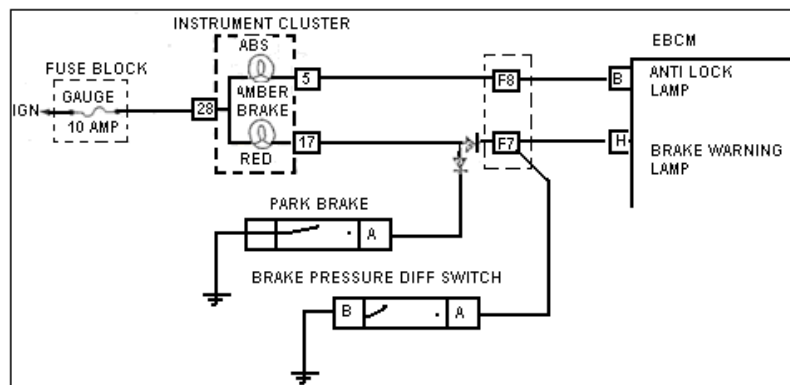 INSTRUMENT CLUSTER
ABS
EBCM
FUSE BLOCK
5
F8
B
ANTI LOCK
LAMP
GAUGE
AMBER
IGN
28
BRAKE
10 AMP
17
F7
H
RED
BRAKE WARNING
LAMP
PARK BRAKE
A
BRAKE PRESSURE DIFF SWITCH
B
A